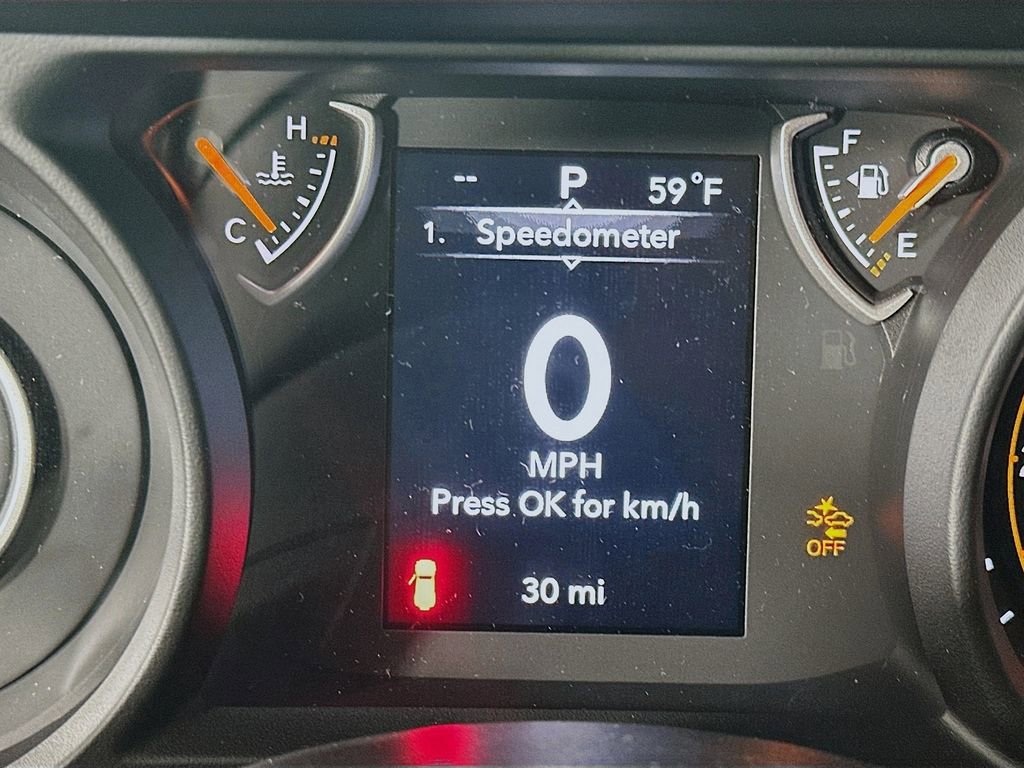 H
C
F
E
-- P 59°F
1. Speedometer
0
MPH
Press OK for km/h
OFF
30 mi